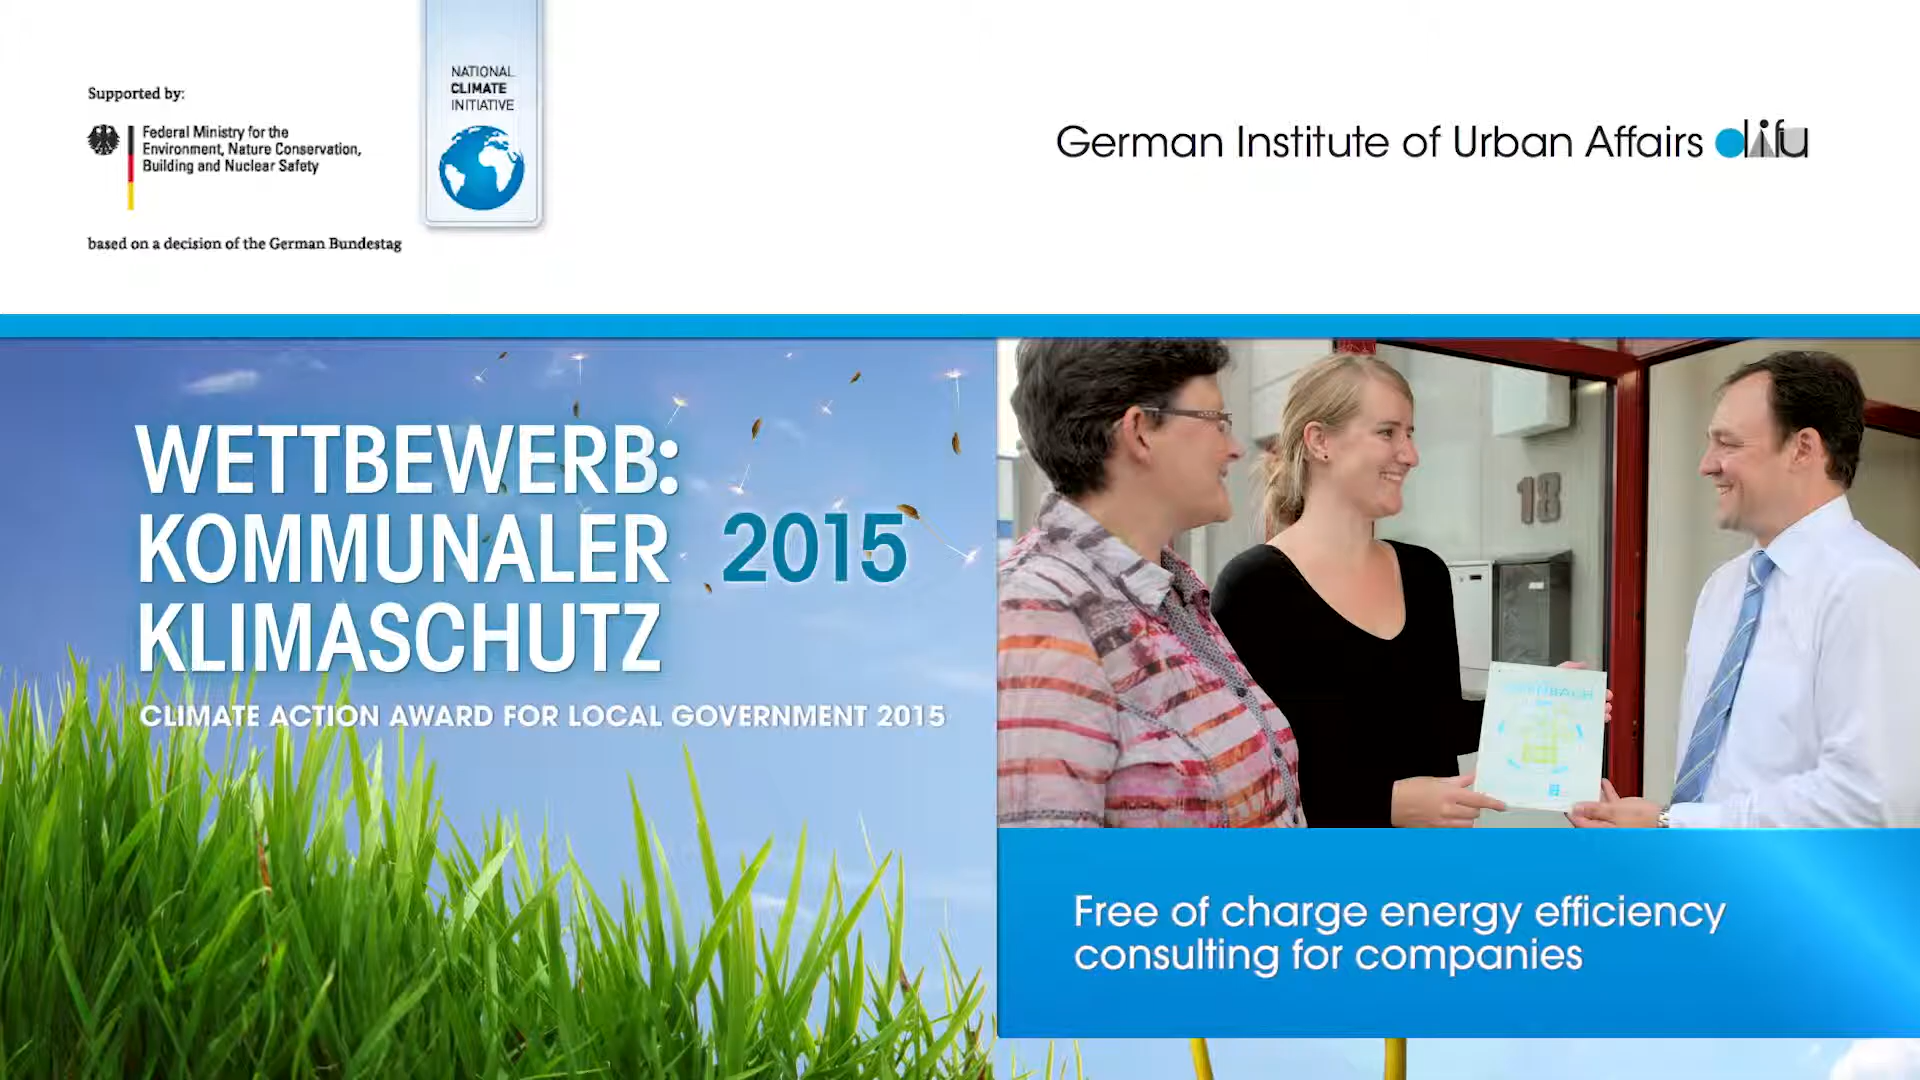 Supported by:
Federal Ministry for the
Environment, Nature Conservation,
Building and Nuclear Safety
based on a decision of the German Bundestag
NATIONAL
CLIMATE
INITIATIVE
German Institute of Urban Affairs difu
WETTBEWERB:
KOMMUNALER 2015
KLIMASCHUTZ
CLIMATE ACTION AWARD FOR LOCAL GOVERNMENT 2015
18
Free of charge energy efficiency
consulting for companies